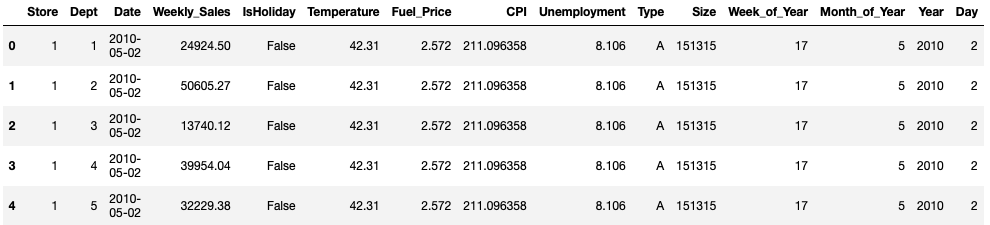 Store Dept Date Weekly_Sales IsHoliday Temperature Fuel_Price CPI Unemployment Type Size Week_of_Year Month_of_Year Year Day
0 1 1 2010-05-02 24924.50 False 42.31 2.572 211.096358 8.106 A 151315 17 5 2010 2
1 1 2 2010-05-02 50605.27 False 42.31 2.572 211.096358 8.106 A 151315 17 5 2010 2
2 1 3 2010-05-02 13740.12 False 42.31 2.572 211.096358 8.106 A 151315 17 5 2010 2
3 1 4 2010-05-02 39954.04 False 42.31 2.572 211.096358 8.106 A 151315 17 5 2010 2
4 1 5 2010-05-02 32229.38 False 42.31 2.572 211.096358 8.106 A 151315 17 5 2010 2